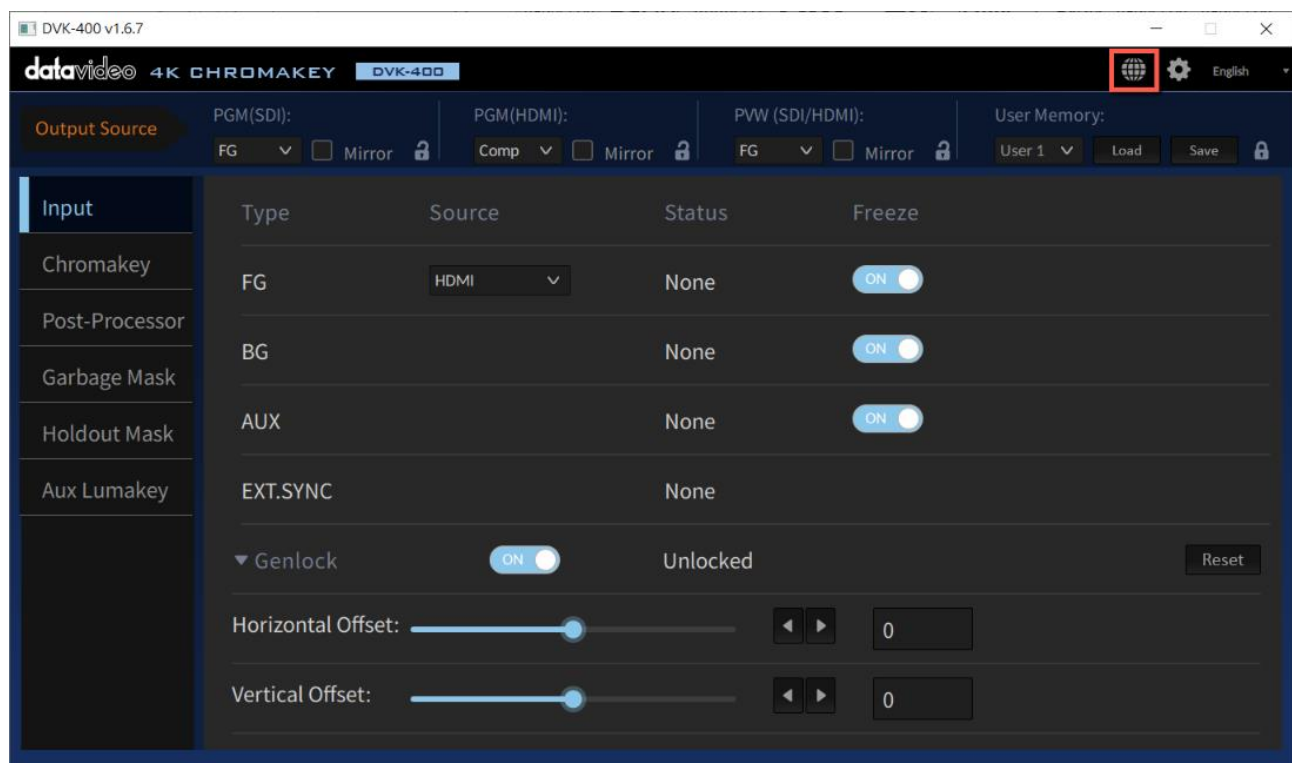 DVK-400 v1.6.7
datavideo 4K CHROMAKEY DVK-400 English
Output Source PGM(SDI): PGM(HDMI): PVW (SDI/HDMI): User Memory:
FG Mirror Comp Mirror FG Mirror User 1 Load Save
Input Type Source Status Freeze
Chromakey
FG HDMI None ON
Post-Processor
BG None ON
Garbage Mask
AUX None ON
Holdout Mask
Aux Lumakey EXT.SYNC None
Genlock ON Unlocked Reset
Horizontal Offset: 0
Vertical Offset: 0